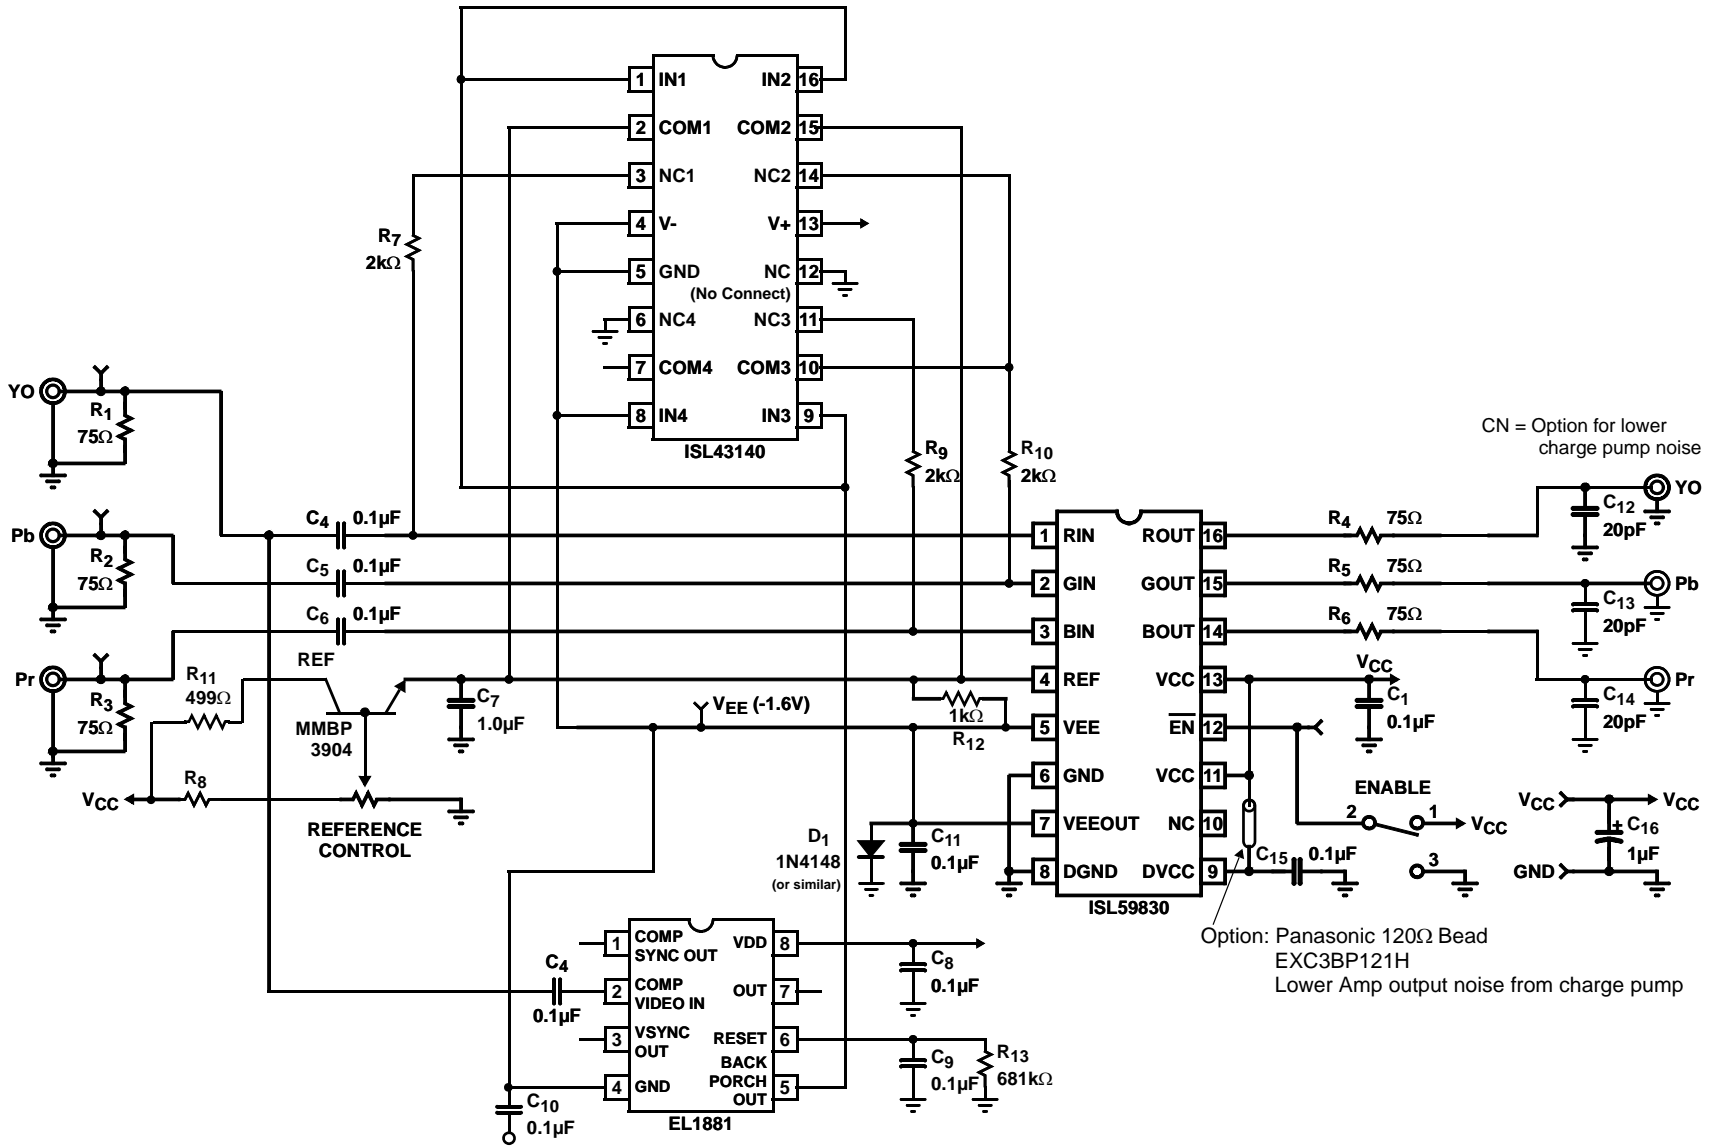 1 IN1 IN2 16
2 COM1 COM2 15
3 NC1 NC2 14
4 V- V+ 13
5 GND NC 12
(No Connect)
6 NC4 NC3 11
7 COM4 COM3 10
8 IN4 IN3 9
ISL43140
R7
2kΩ
R9
2kΩ
R10
2kΩ
YO
R1
75Ω
Pb
R2
75Ω
Pr
R3
75Ω
C4 0.1µF
C5 0.1µF
C6 0.1µF
REF
R11
499Ω
MMBP
3904
R8
VCC
REFERENCE
CONTROL
C7
1.0µF
VEE (-1.6V)
1kΩ
R12
D1
1N4148
(or similar)
C11
0.1µF
1 RIN ROUT 16
2 GIN GOUT 15
3 BIN BOUT 14
4 REF VCC 13
5 VEE EN 12
6 GND VCC 11
7 VEEOUT NC 10
8 DGND DVCC 9
ISL59830
CN = Option for lower
charge pump noise
R4 75Ω
R5 75Ω
R6 75Ω
C12
20pF
YO
C13
20pF
Pb
C14
20pF
Pr
VCC
C1
0.1µF
ENABLE
2 1 VCC
3
C15 0.1µF
VCC VCC
+ C16
1µF
GND
Option: Panasonic 120Ω Bead
EXC3BP121H
Lower Amp output noise from charge pump
C4
0.1µF
1 COMP SYNC OUT VDD 8
2 COMP VIDEO IN OUT 7
3 VSYNC OUT RESET 6
4 GND BACK PORCH OUT 5
EL1881
C8
0.1µF
C9
0.1µF
R13
681kΩ
C10
0.1µF